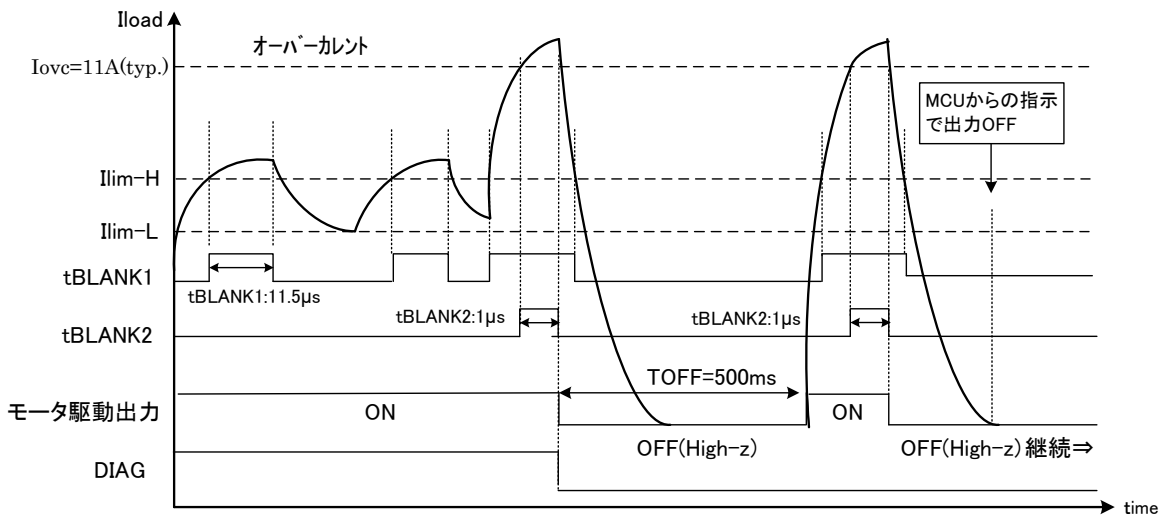 Iload
オーバーカレント
Iovc=11A(typ.)
MCUからの指示
で出力OFF
Ilim-H
Ilim-L
tBLANK1
tBLANK1:11.5μs
tBLANK2:1μs
tBLANK2:1μs
tBLANK2
TOFF=500ms
モータ駆動出力
ON
ON
OFF(High-z)
OFF(High-z)継続⇒
DIAG
time